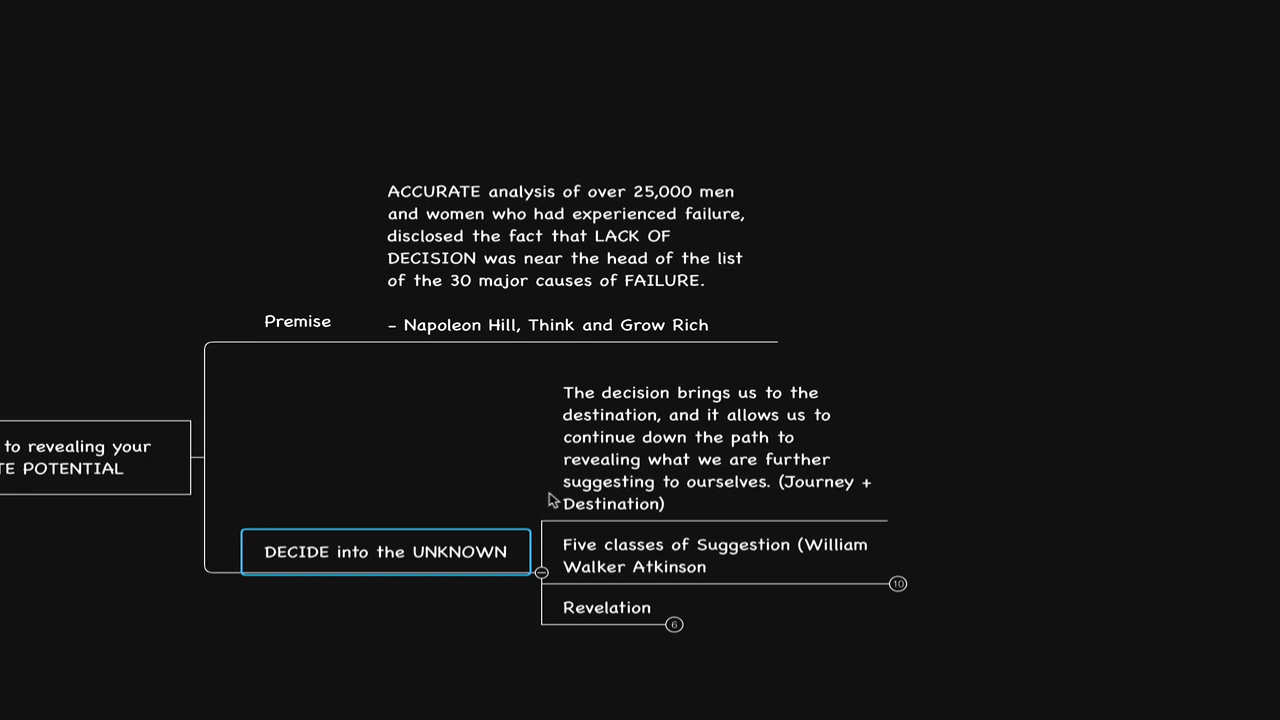 ACCURATE analysis of over 25,000 men
and women who had experienced failure,
disclosed the fact that LACK OF
DECISION was near the head of the list
of the 30 major causes of FAILURE.
Premise
– Napoleon Hill, Think and Grow Rich
The decision brings us to the
destination, and it allows us to
continue down the path to
revealing what we are further
suggesting to ourselves. (Journey +
Destination)
to revealing your
TE POTENTIAL
DECIDE into the UNKNOWN
Five classes of Suggestion (William
Walker Atkinson
10
Revelation
6